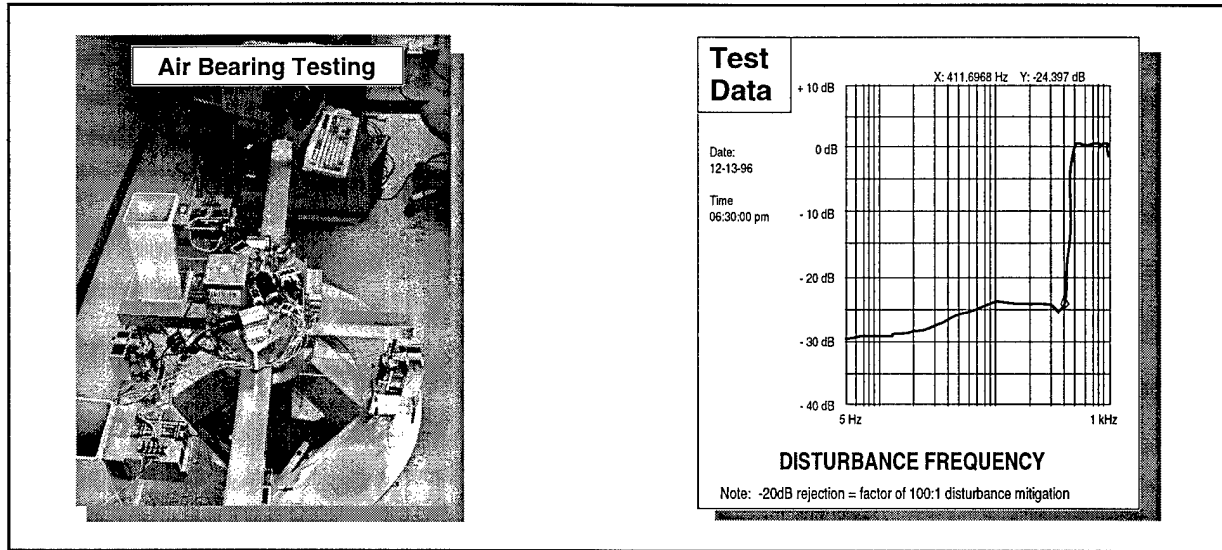 Air Bearing Testing
Test
Data
X: 411.6968 Hz Y: -24.397 dB
+ 10 dB
Date:
12-13-96
0 dB
Time
06:30:00 pm
- 10 dB
- 20 dB
- 30 dB
- 40 dB
5 Hz
1 kHz
DISTURBANCE FREQUENCY
Note: -20dB rejection = factor of 100:1 disturbance mitigation